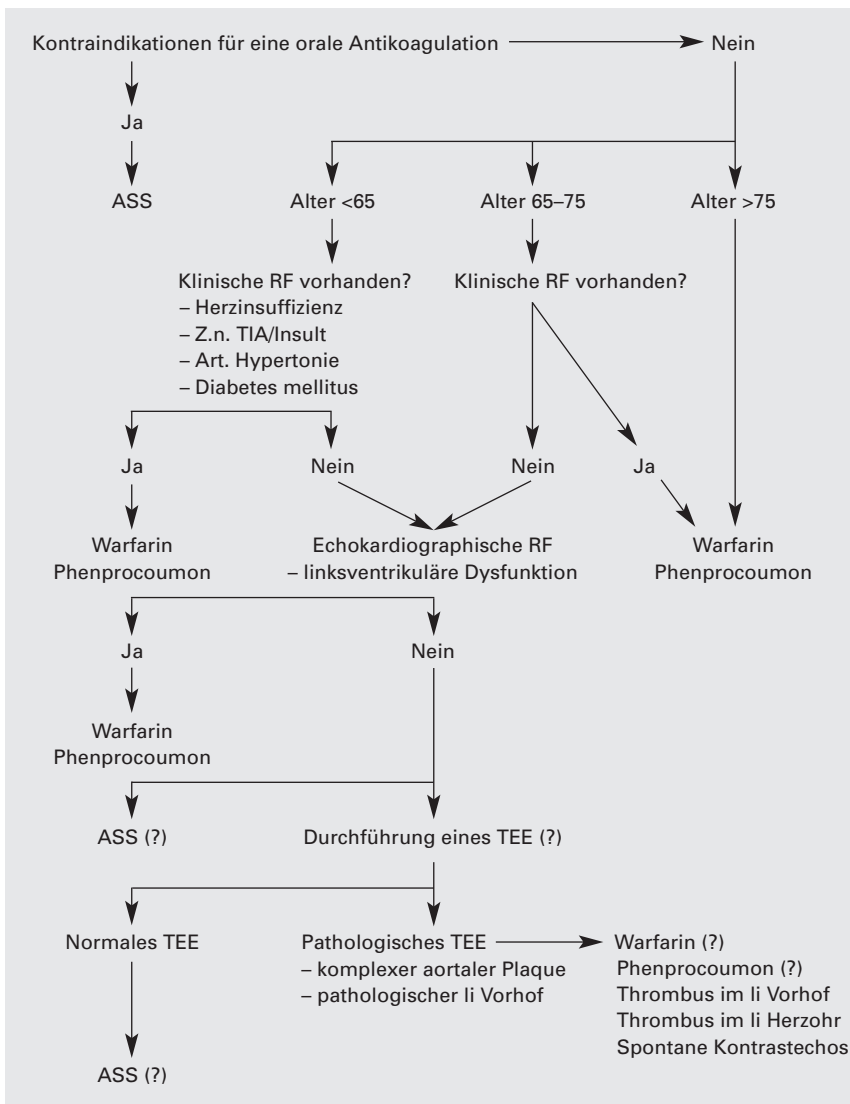 Kontraindikationen für eine orale Antikoagulation
Nein
Ja
ASS
Alter <65
Alter 65–75
Alter >75
Klinische RF vorhanden?
– Herzinsuffizienz
– Z.n. TIA/Insult
– Art. Hypertonie
– Diabetes mellitus
Klinische RF vorhanden?
Ja
Nein
Nein
Ja
Warfarin
Phenprocoumon
Echokardiographische RF
– linksventrikuläre Dysfunktion
Warfarin
Phenprocoumon
Ja
Nein
Warfarin
Phenprocoumon
ASS (?)
Durchführung eines TEE (?)
Normales TEE
Pathologisches TEE
– komplexer aortaler Plaque
– pathologischer li Vorhof
Warfarin (?)
Phenprocoumon (?)
Thrombus im li Vorhof
Thrombus im li Herzohr
Spontane Kontrastechos
ASS (?)